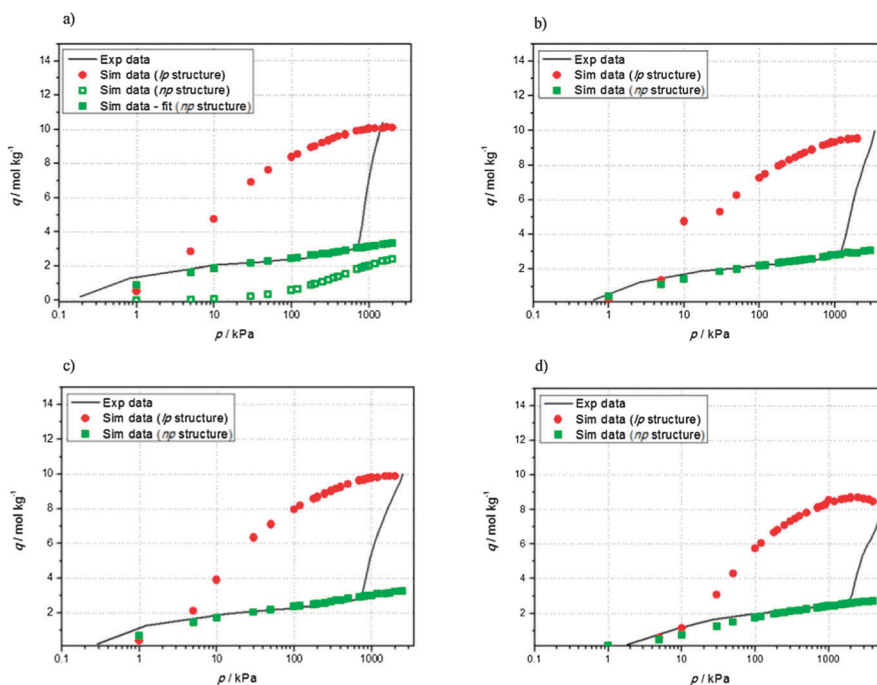 a)
Exp data
Sim data (lp structure)
Sim data (np structure)
Sim data - fit (np structure)
14
12
10
8
6
4
2
0
q / mol kg-1
0.1 1 10 100 1000
p / kPa
b)
Exp data
Sim data (lp structure)
Sim data (np structure)
14
12
10
8
6
4
2
q / mol kg-1
0.1 1 10 100 1000
p / kPa
c)
Exp data
Sim data (lp structure)
Sim data (np structure)
14
12
10
8
6
4
2
q / mol kg-1
0.1 1 10 100 1000
p / kPa
d)
Exp data
Sim data (lp structure)
Sim data (np structure)
14
12
10
8
6
4
2
q / mol kg-1
0.1 1 10 100 1000
p / kPa